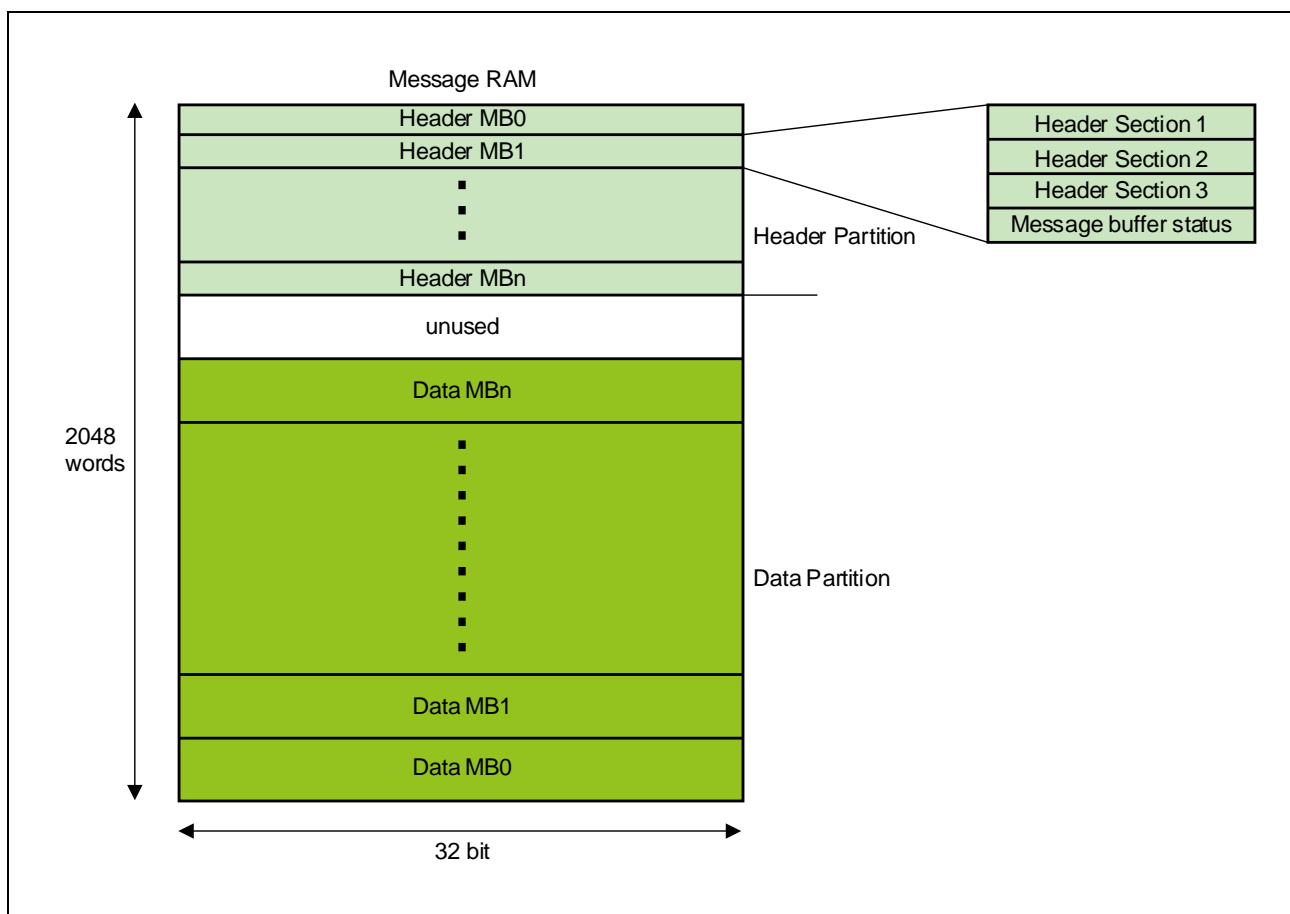 Message RAM
Header MB0
Header MB1
Header Partition
Header MBn
unused
Data MBn
2048
words
Data Partition
Data MB1
Data MB0
32 bit
Header Section 1
Header Section 2
Header Section 3
Message buffer status